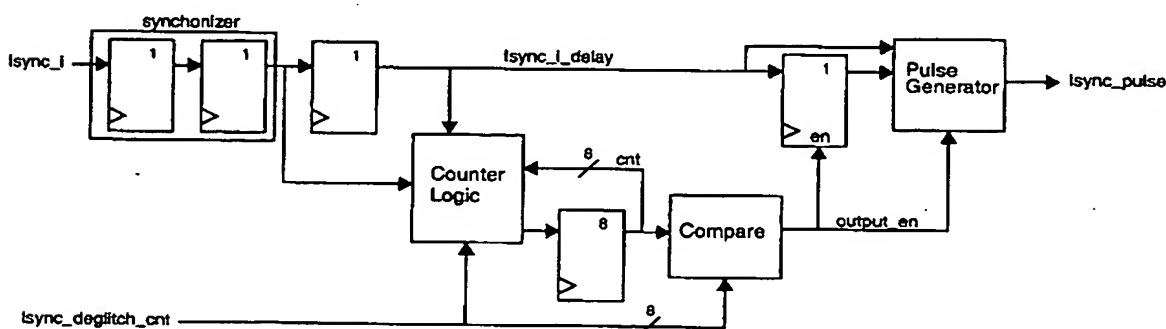 synchonizer
lsync_i
1
1
1
lsync_i_delay
1
en
Pulse
Generator
lsync_pulse
Counter
Logic
8
cnt
8
Compare
output_en
lsync_deglitch_cnt
8